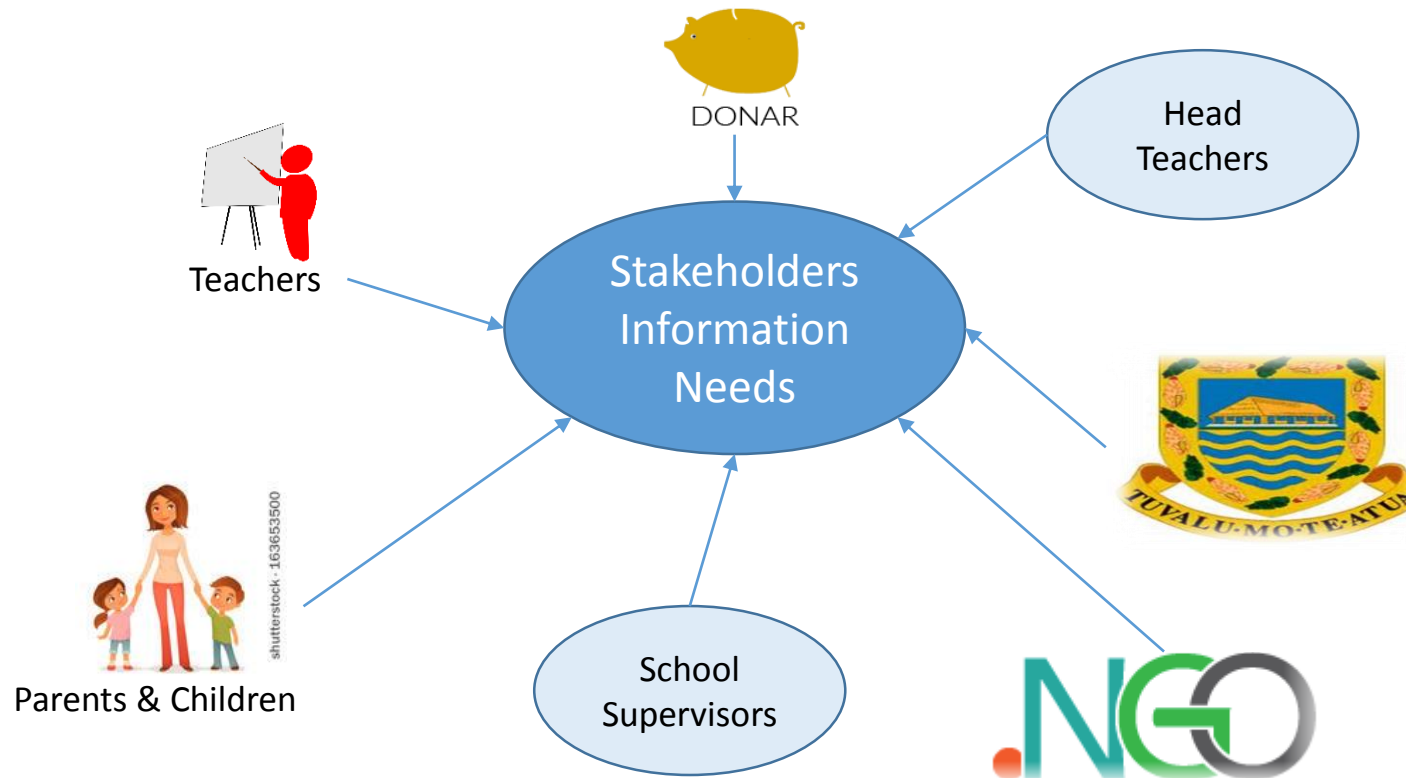 DONAR
Head
Teachers
Teachers
Stakeholders
Information
Needs
TUVALU·MO·TE·ATUA
shutterstock · 163653500
Parents & Children
School
Supervisors
.NGO